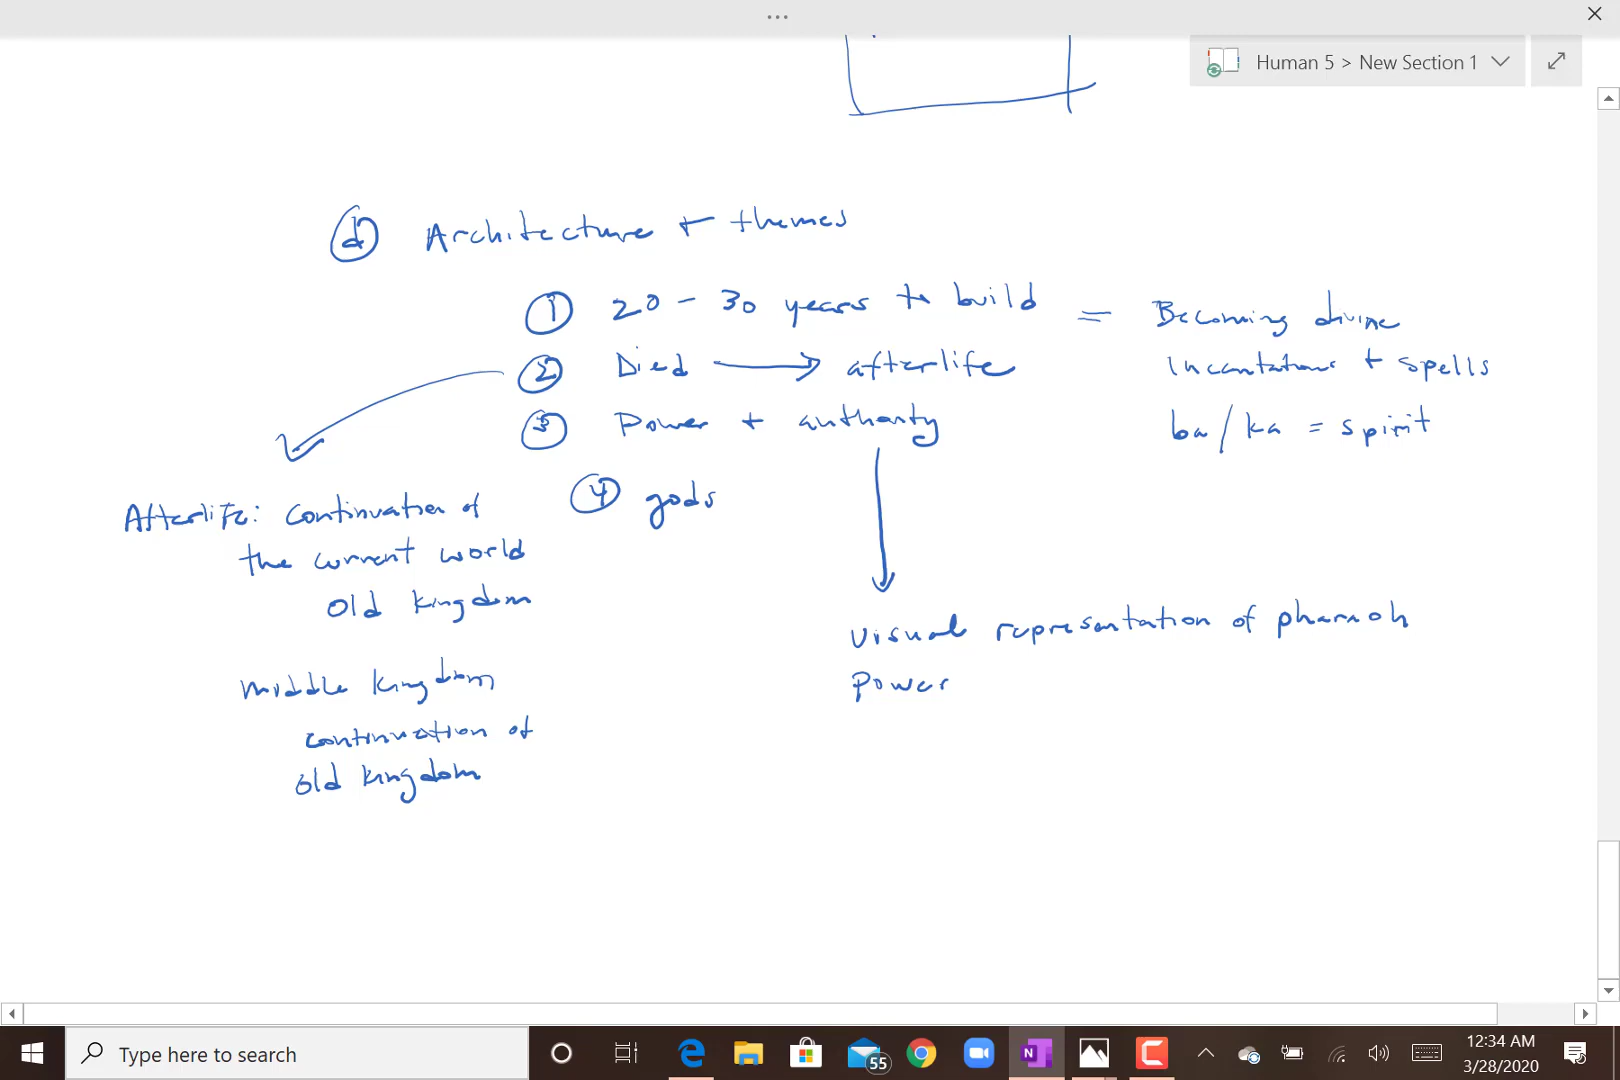 Human 5 > New Section 1
d Architecture + themes
1 20 - 30 years to build = Becoming divine
2 Died → afterlife Incantations + spells
3 Power + authority ba/ka = spirit
4 gods
Afterlife: continuation of
the current world
Old Kingdom
Middle Kingdom
continuation of
old kingdom
Visual representation of pharaoh
Power
Type here to search
55
12:34 AM
3/28/2020